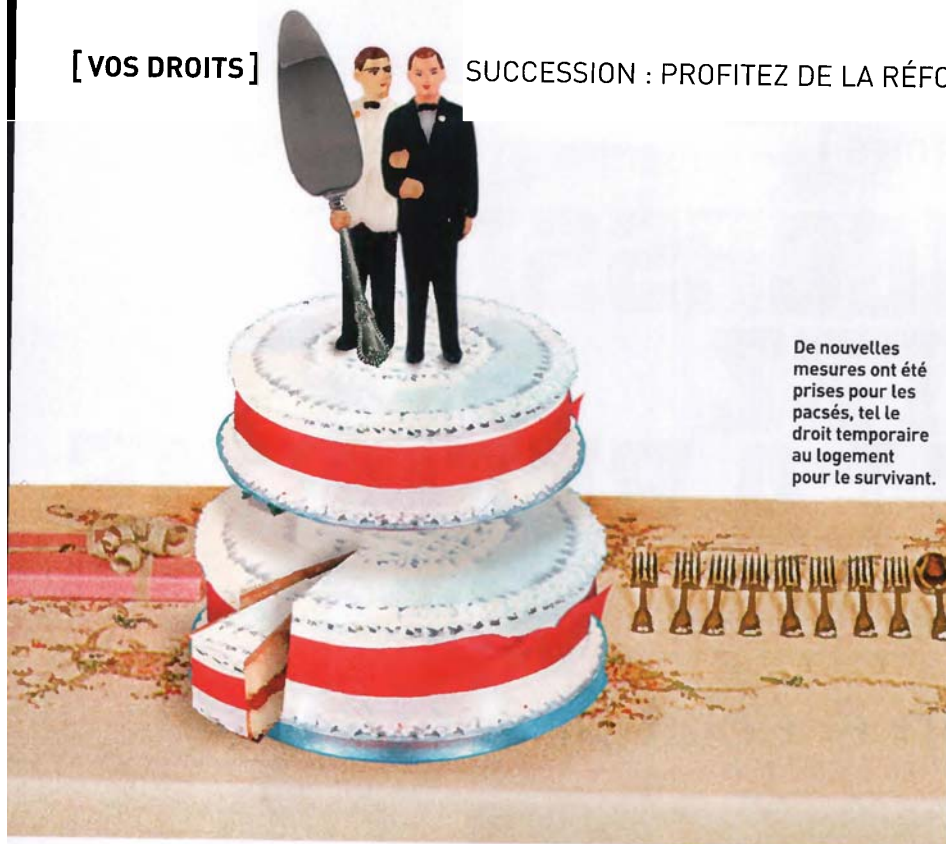 [ VOS DROITS ] SUCCESSION : PROFITEZ DE LA RÉFO
De nouvelles
mesures ont été
prises pour les
pacsés, tel le
droit temporaire
au logement
pour le survivant.